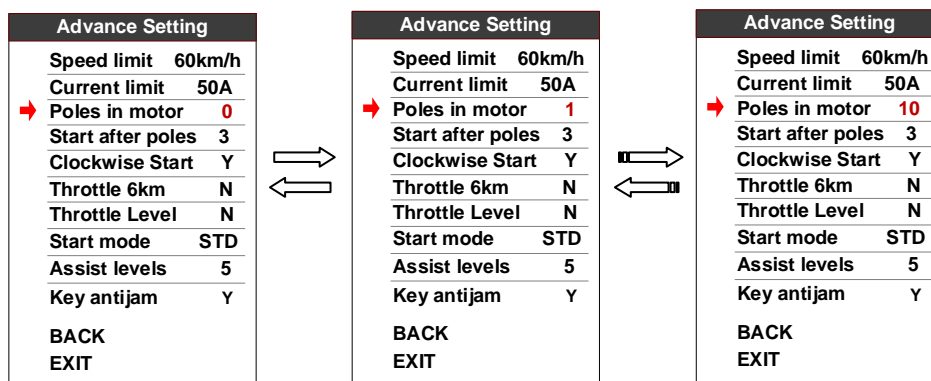 Advance Setting
Speed limit 60km/h
Current limit 50A
Poles in motor 0
Start after poles 3
Clockwise Start Y
Throttle 6km N
Throttle Level N
Start mode STD
Assist levels 5
Key antijam Y
BACK
EXIT
Advance Setting
Speed limit 60km/h
Current limit 50A
Poles in motor 1
Start after poles 3
Clockwise Start Y
Throttle 6km N
Throttle Level N
Start mode STD
Assist levels 5
Key antijam Y
BACK
EXIT
Advance Setting
Speed limit 60km/h
Current limit 50A
Poles in motor 10
Start after poles 3
Clockwise Start Y
Throttle 6km N
Throttle Level N
Start mode STD
Assist levels 5
Key antijam Y
BACK
EXIT